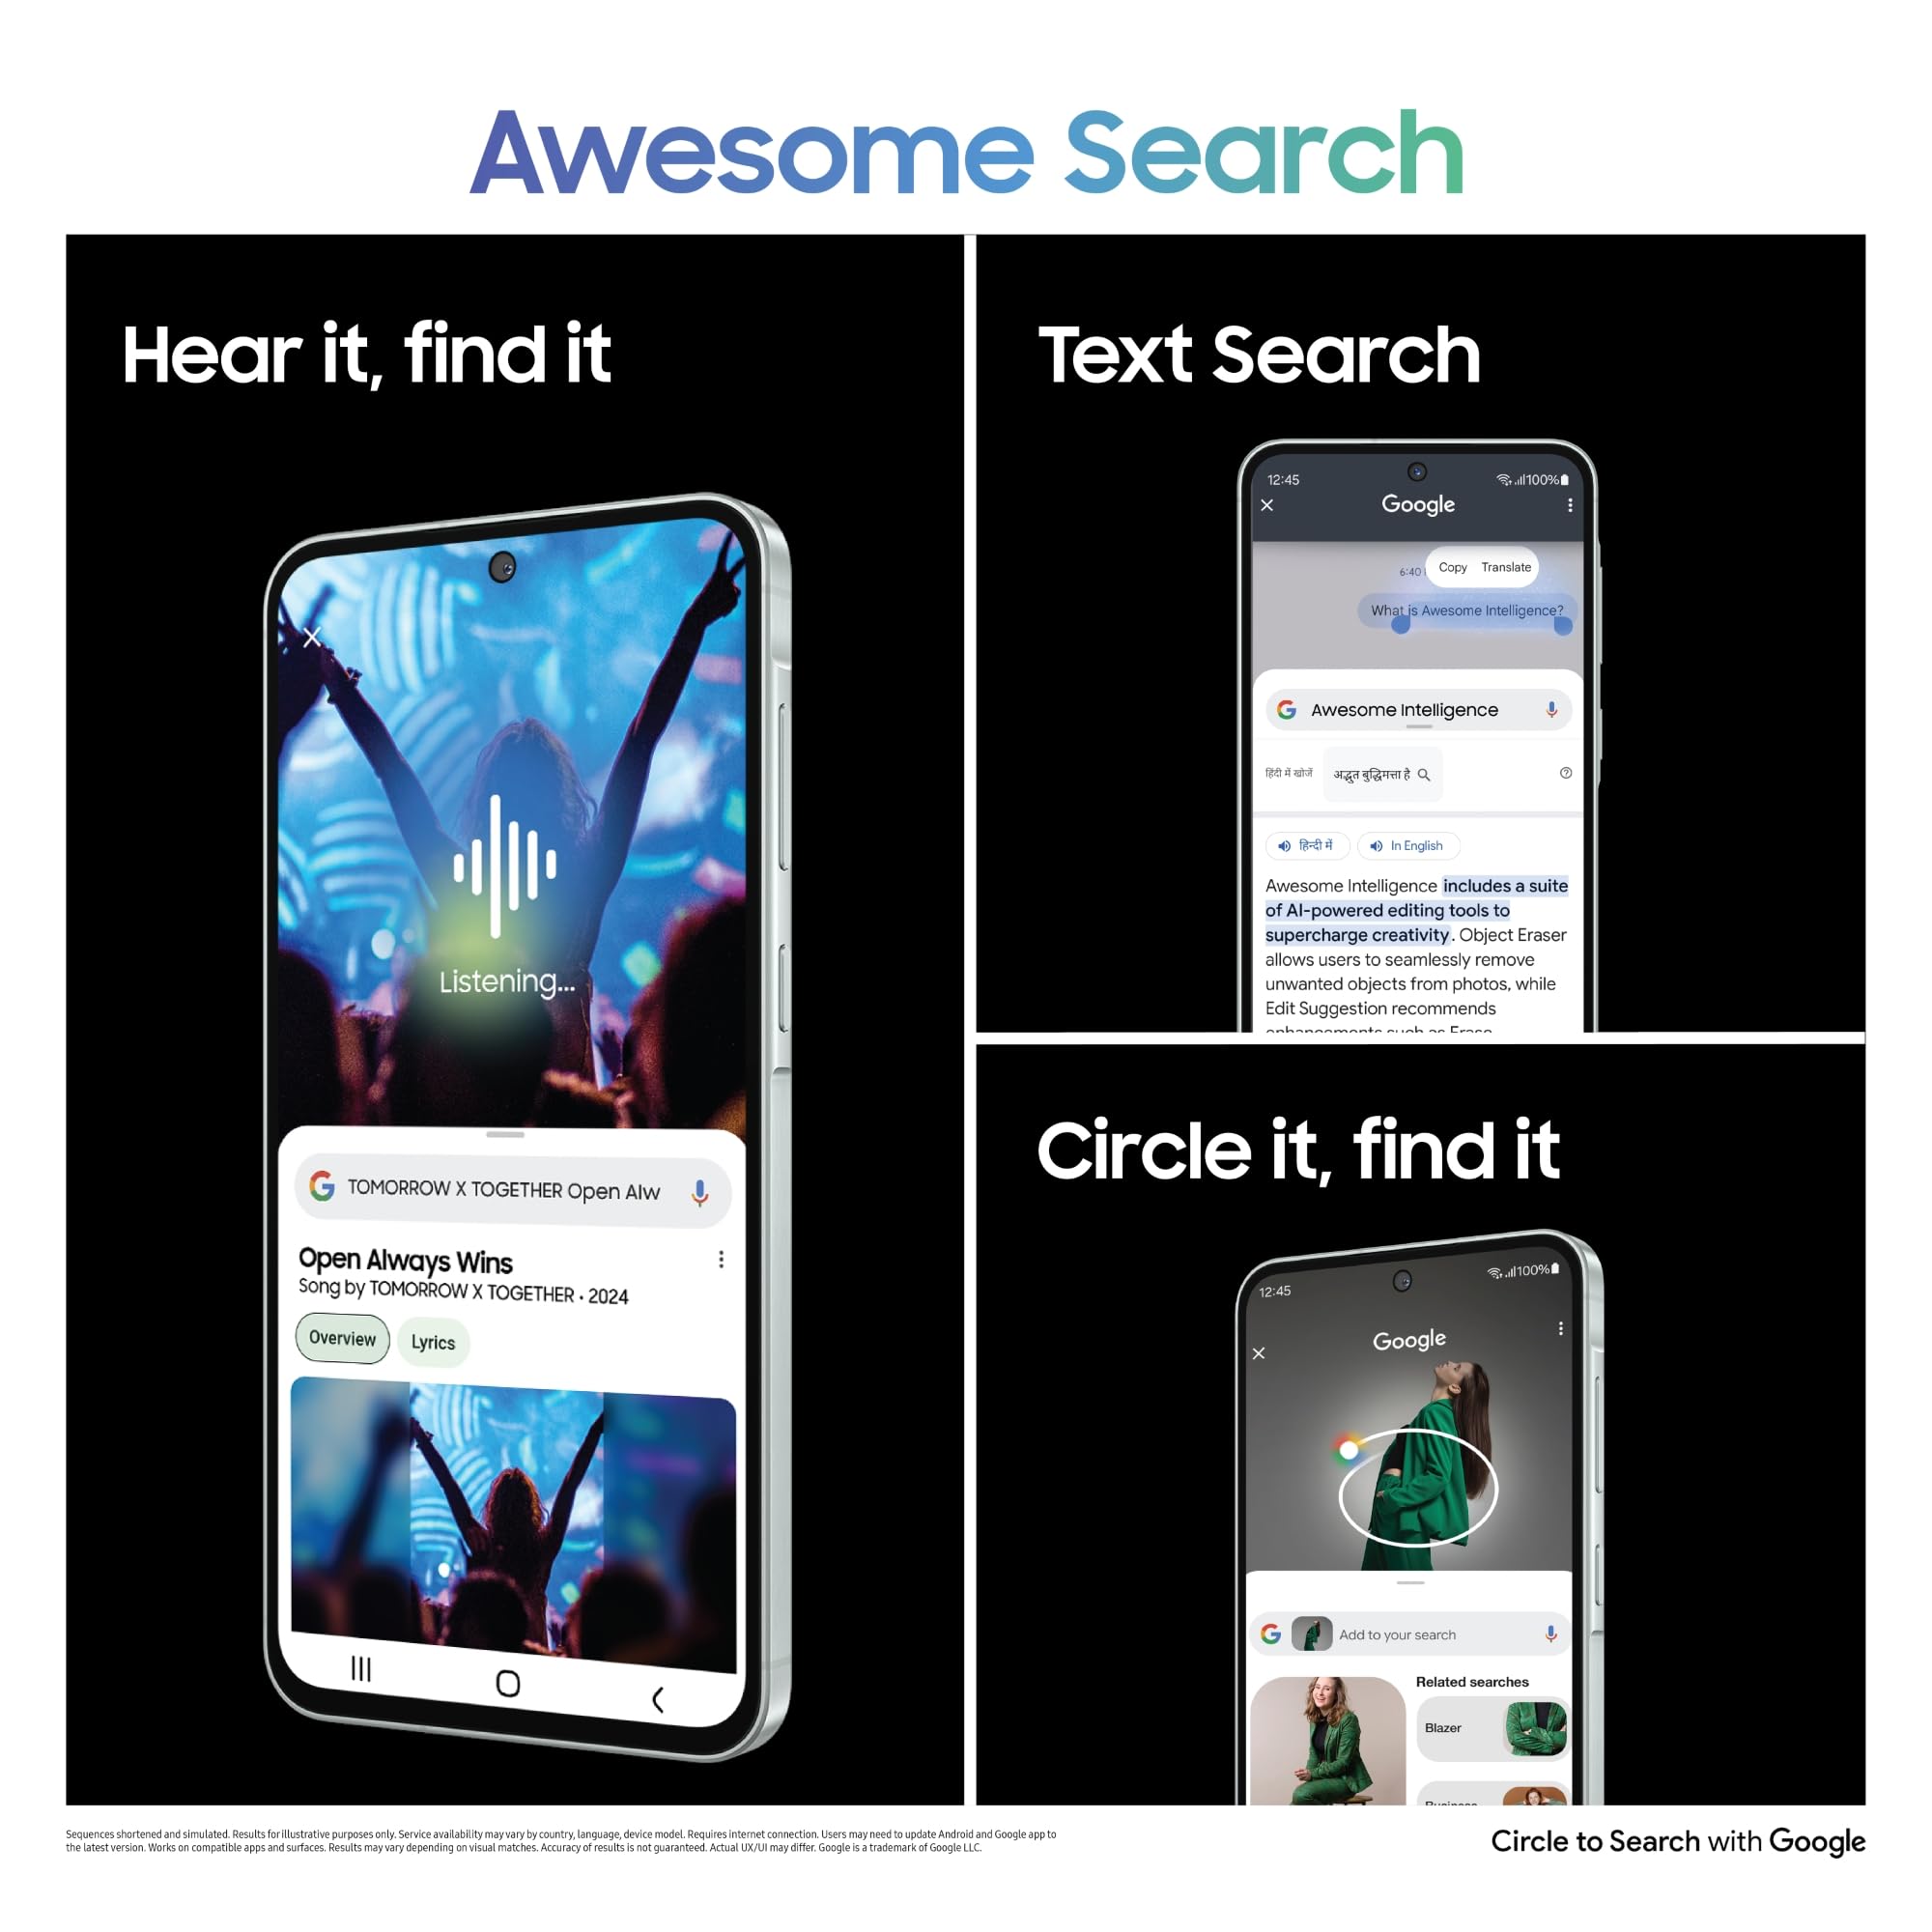 Awesome Search
Hear it, find it
Listening...
TOMORROW X TOGETHER Open Alw
Open Always Wins
Song by TOMORROW X TOGETHER • 2024
Overview
Lyrics
Text Search
12:45
100%
Google
6:40
Copy Translate
What is Awesome Intelligence?
Awesome Intelligence
हिंदी में खोजें
अद्भुत बुद्धिमत्ता है
हिन्दी में
In English
Awesome Intelligence includes a suite
of AI-powered editing tools to
supercharge creativity. Object Eraser
allows users to seamlessly remove
unwanted objects from photos, while
Edit Suggestion recommends
enhancements such as Erase
Circle it, find it
12:45
100%
Google
Add to your search
Related searches
Blazer
Business
Sequences shortened and simulated. Results for illustrative purposes only. Service availability may vary by country, language, device model. Requires internet connection. Users may need to update Android and Google app to
the latest version. Works on compatible apps and surfaces. Results may vary depending on visual matches. Accuracy of results is not guaranteed. Actual UX/UI may differ. Google is a trademark of Google LLC.
Circle to Search with Google